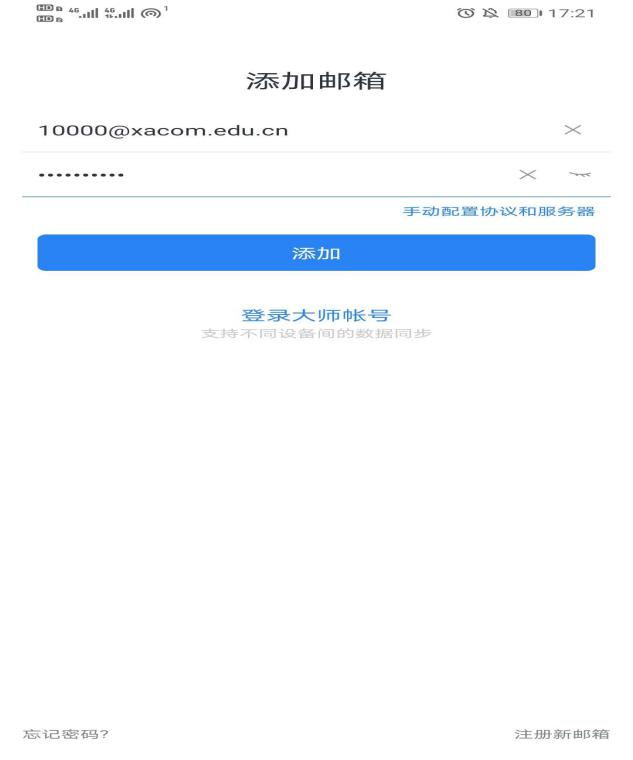 17:21
添加邮箱
10000@xacom.edu.cn
••••••••••
手动配置协议和服务器
添加
登录大师帐号
支持不同设备间的数据同步
忘记密码?
注册新邮箱